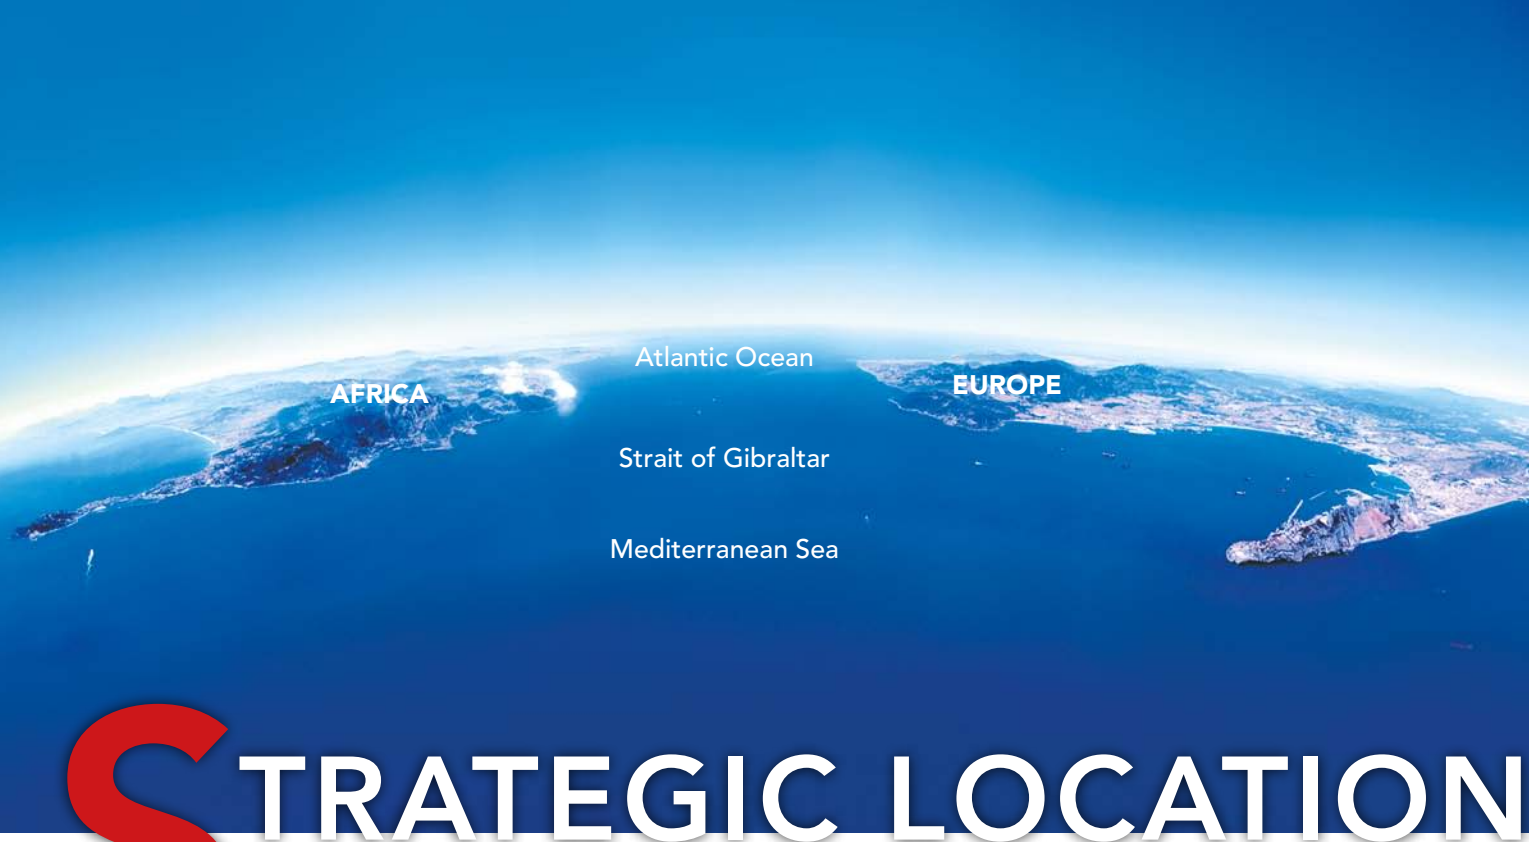 Atlantic Ocean
AFRICA
EUROPE
Strait of Gibraltar
Mediterranean Sea
STRATEGIC LOCATION